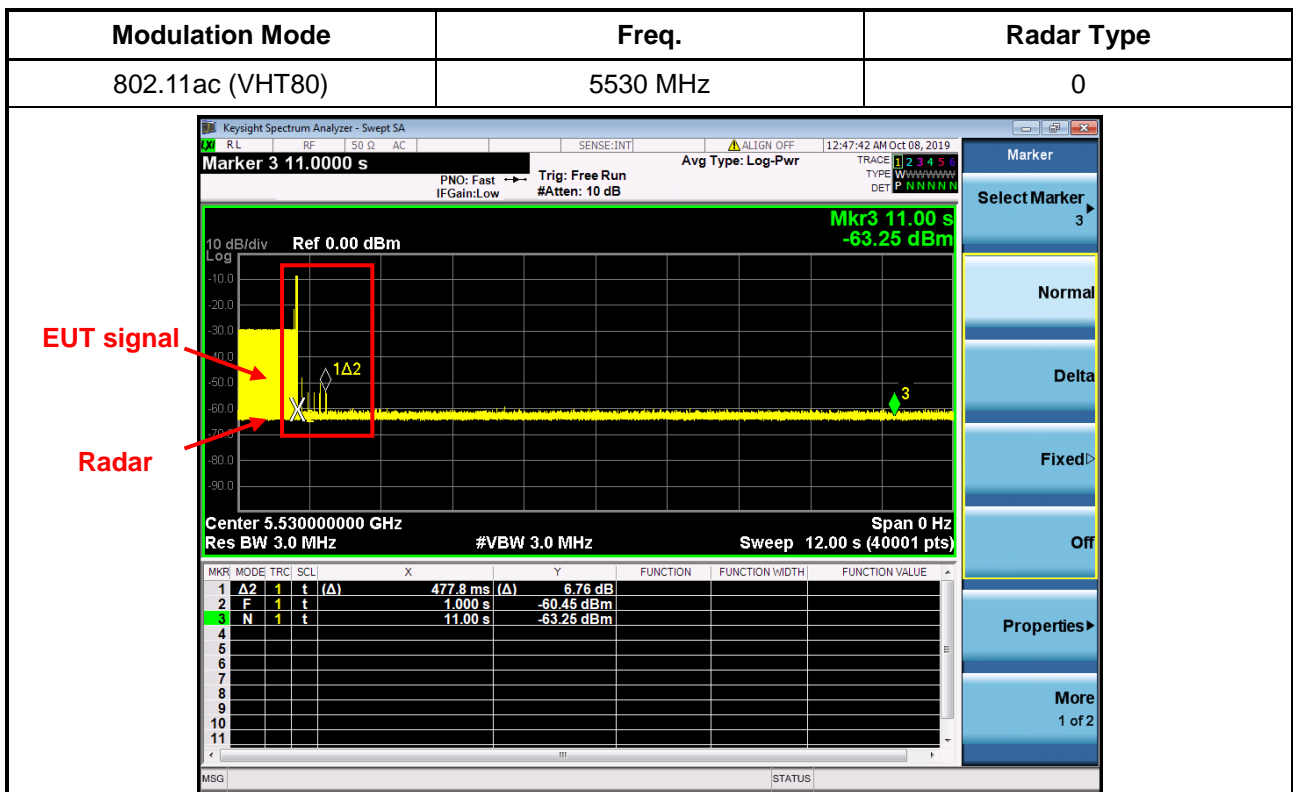 Modulation Mode Freq. Radar Type
802.11ac (VHT80) 5530 MHz 0
Keysight Spectrum Analyzer - Swept SA
LXI RL RF 50 Ω AC SENSE:INT ALIGN OFF 12:47:42 AM Oct 08, 2019
Marker 3 11.0000 s
PNO: Fast Trig: Free Run Avg Type: Log-Pwr TRACE 1 2 3 4 5 6
IFGain:Low #Atten: 10 dB TYPE WWWWWWW
DET P N N N N N
Mkr3 11.00 s
-63.25 dBm
10 dB/div Ref 0.00 dBm
Log
-10.0
-20.0
-30.0
-40.0
-50.0
-60.0
-70.0
-80.0
-90.0
EUT signal
Radar
1Δ2
3
X
Center 5.530000000 GHz Span 0 Hz
Res BW 3.0 MHz #VBW 3.0 MHz Sweep 12.00 s (40001 pts)
MKR MODE TRC SCL X Y FUNCTION FUNCTION WIDTH FUNCTION VALUE
1 Δ2 1 t (Δ) 477.8 ms (Δ) 6.76 dB
2 F 1 t 1.000 s -60.45 dBm
3 N 1 t 11.00 s -63.25 dBm
4
5
6
7
8
9
10
11
MSG STATUS
Marker
Select Marker
3
Normal
Delta
Fixed
Off
Properties
More
1 of 2